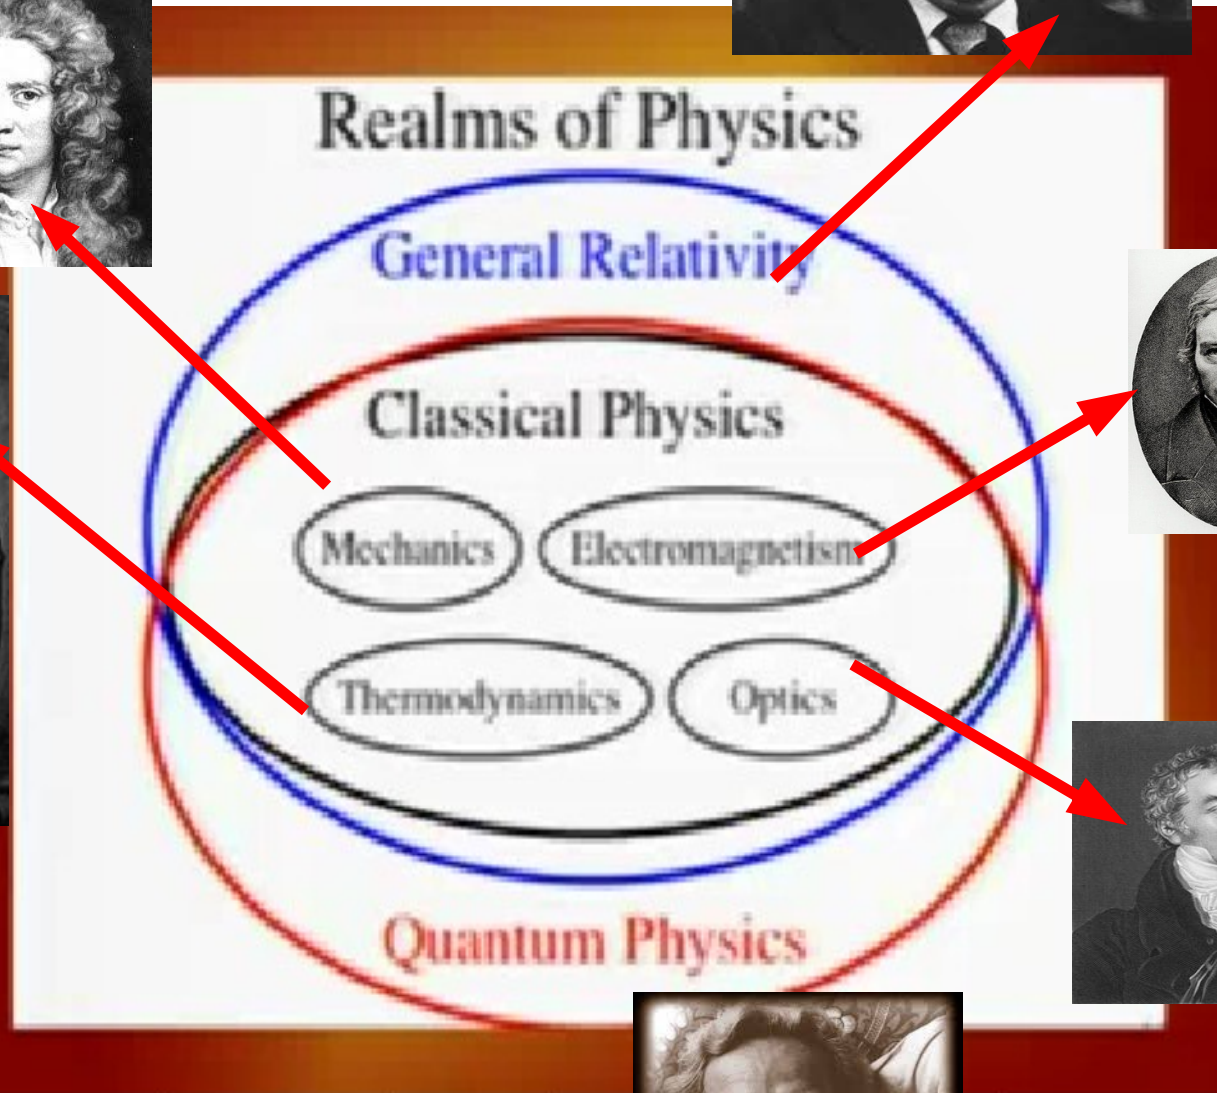 Realms of Physics
General Relativity
Classical Physics
Mechanics
Electromagnetism
Thermodynamics
Optics
Quantum Physics